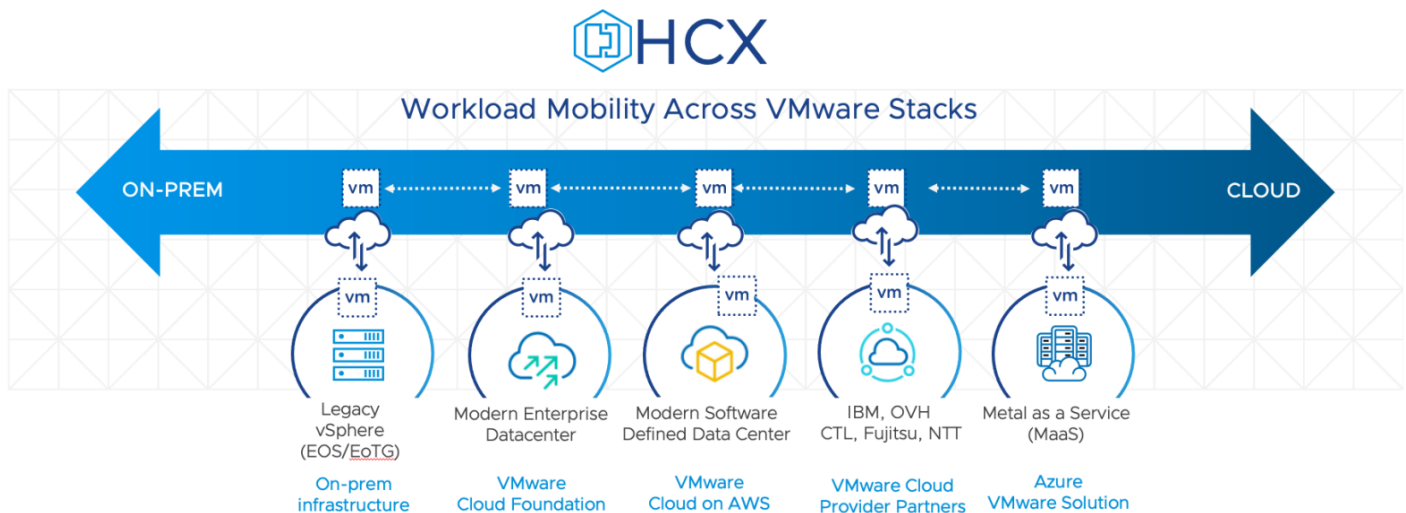 HCX
Workload Mobility Across VMware Stacks
ON-PREM
vm
vm
vm
vm
vm
CLOUD
vm
vm
vm
vm
vm
Legacy
vSphere
(EOS/EoTG)
On-prem
infrastructure
Modern Enterprise
Datacenter
VMware
Cloud Foundation
Modern Software
Defined Data Center
VMware
Cloud on AWS
IBM, OVH
CTL, Fujitsu, NTT
VMware Cloud
Provider Partners
Metal as a Service
(MaaS)
Azure
VMware Solution